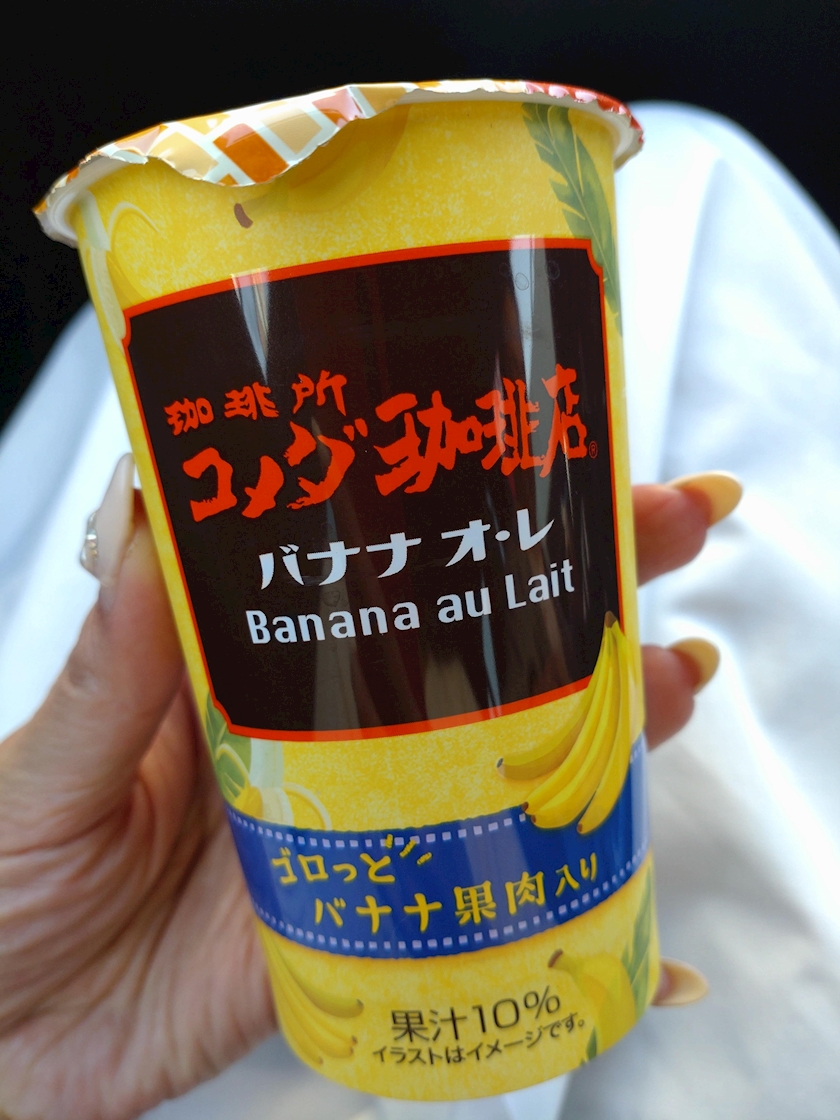 珈琲所
コメダ珈琲店®
バナナ オ・レ
Banana au Lait
ゴロっと
バナナ果肉入り
果汁10%
イラストはイメージです。